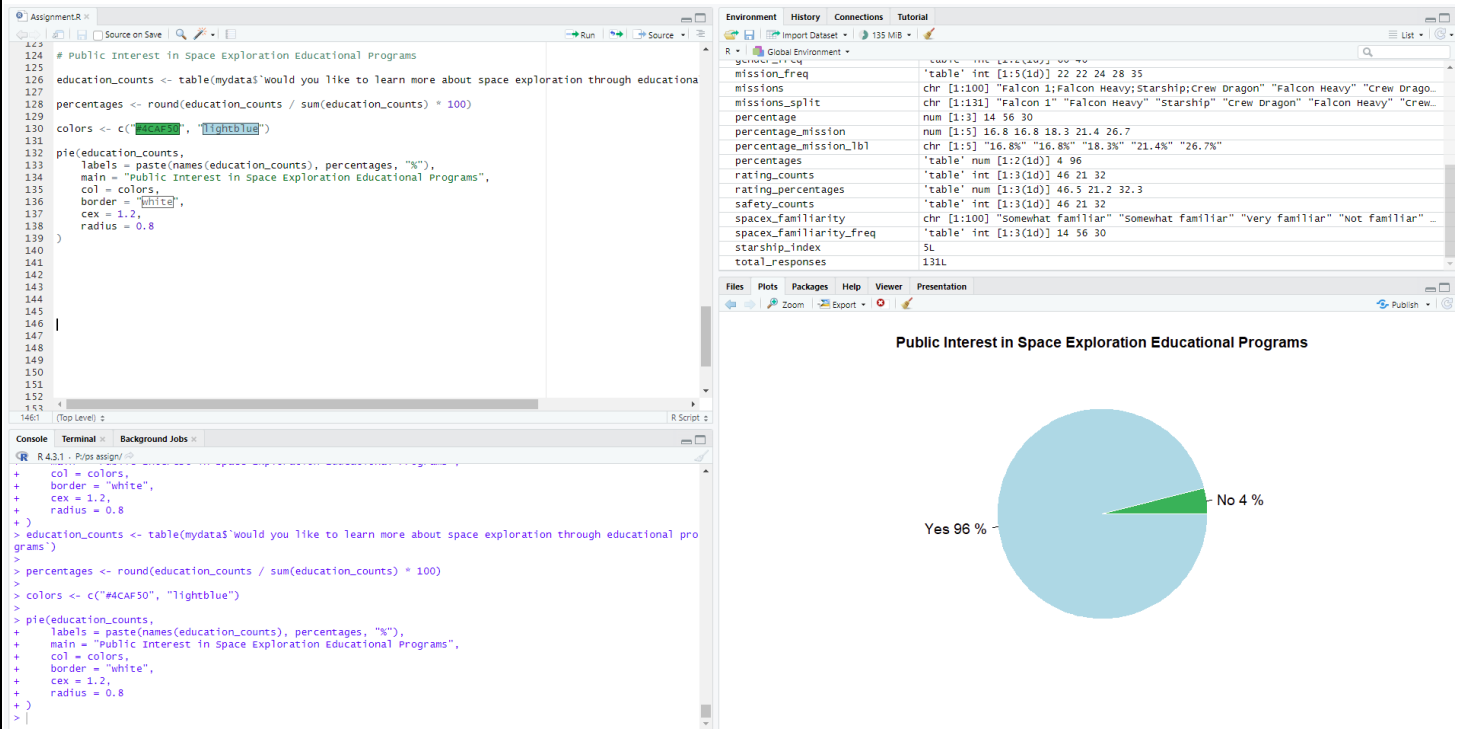 Assignment.R
Source on Save
Run
Source
123
124 # Public Interest in Space Exploration Educational Programs
125
126 education_counts <- table(mydata$`Would you like to learn more about space exploration through educationa
127
128 percentages <- round(education_counts / sum(education_counts) * 100)
129
130 colors <- c("#4CAF50", "lightblue")
131
132 pie(education_counts,
133     labels = paste(names(education_counts), percentages, "%"),
134     main = "Public Interest in Space Exploration Educational Programs",
135     col = colors,
136     border = "white",
137     cex = 1.2,
138     radius = 0.8
139 )
140
141
142
143
144
145
146
147
148
149
150
151
152
153
146:1 (Top Level) R Script
Console Terminal Background Jobs
R 4.3.1 · P:/ps assign/
+     main = "Public Interest in Space Exploration Educational Programs",
+     col = colors,
+     border = "white",
+     cex = 1.2,
+     radius = 0.8
+ )
> education_counts <- table(mydata$`Would you like to learn more about space exploration through educational pro
grams`)
>
> percentages <- round(education_counts / sum(education_counts) * 100)
>
> colors <- c("#4CAF50", "lightblue")
>
> pie(education_counts,
+     labels = paste(names(education_counts), percentages, "%"),
+     main = "Public Interest in Space Exploration Educational Programs",
+     col = colors,
+     border = "white",
+     cex = 1.2,
+     radius = 0.8
+ )
>
Environment History Connections Tutorial
Import Dataset 135 MiB List
R Global Environment
gender_freq
mission_freq 'table' int [1:5(1d)] 22 22 24 28 35
missions chr [1:100] "Falcon 1;Falcon Heavy;Starship;Crew Dragon" "Falcon Heavy" "Crew Drago…
missions_split chr [1:131] "Falcon 1" "Falcon Heavy" "Starship" "Crew Dragon" "Falcon Heavy" "Crew…
percentage num [1:3] 14 56 30
percentage_mission num [1:5] 16.8 16.8 18.3 21.4 26.7
percentage_mission_lbl chr [1:5] "16.8%" "16.8%" "18.3%" "21.4%" "26.7%"
percentages 'table' num [1:2(1d)] 4 96
rating_counts 'table' int [1:3(1d)] 46 21 32
rating_percentages 'table' num [1:3(1d)] 46.5 21.2 32.3
safety_counts 'table' int [1:3(1d)] 46 21 32
spacex_familiarity chr [1:100] "Somewhat familiar" "Somewhat familiar" "Very familiar" "Not familiar" …
spacex_familiarity_freq 'table' int [1:3(1d)] 14 56 30
starship_index 5L
total_responses 131L
Files Plots Packages Help Viewer Presentation
Zoom Export Publish
Public Interest in Space Exploration Educational Programs
No 4 %
Yes 96 %